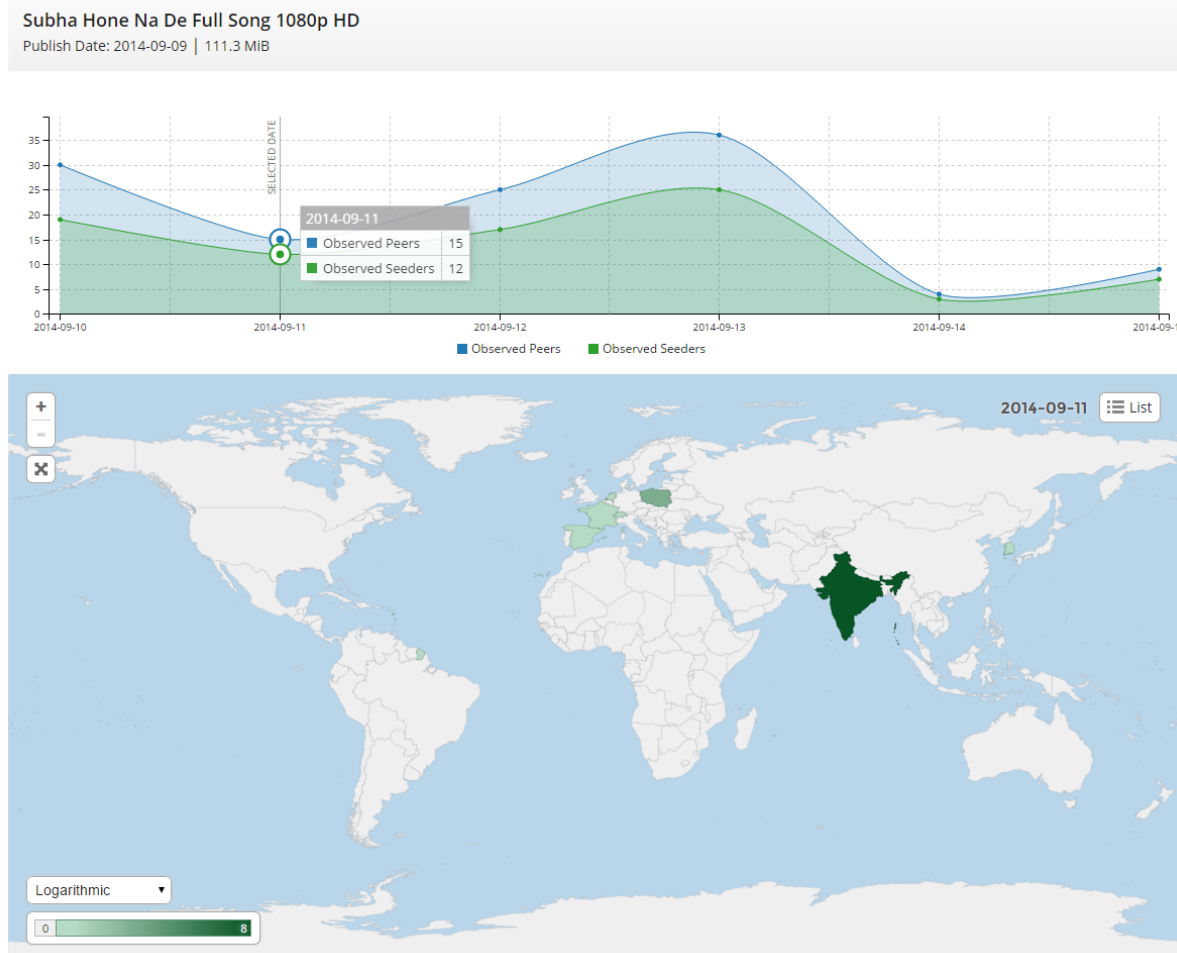 Subha Hone Na De Full Song 1080p HD
Publish Date: 2014-09-09 | 111.3 MiB
SELECTED DATE
35
30
25
20
15
10
5
0
2014-09-11
Observed Peers 15
Observed Seeders 12
2014-09-10 2014-09-11 2014-09-12 2014-09-13 2014-09-14 2014-09-1
Observed Peers Observed Seeders
+
-
2014-09-11 List
Logarithmic
0 8